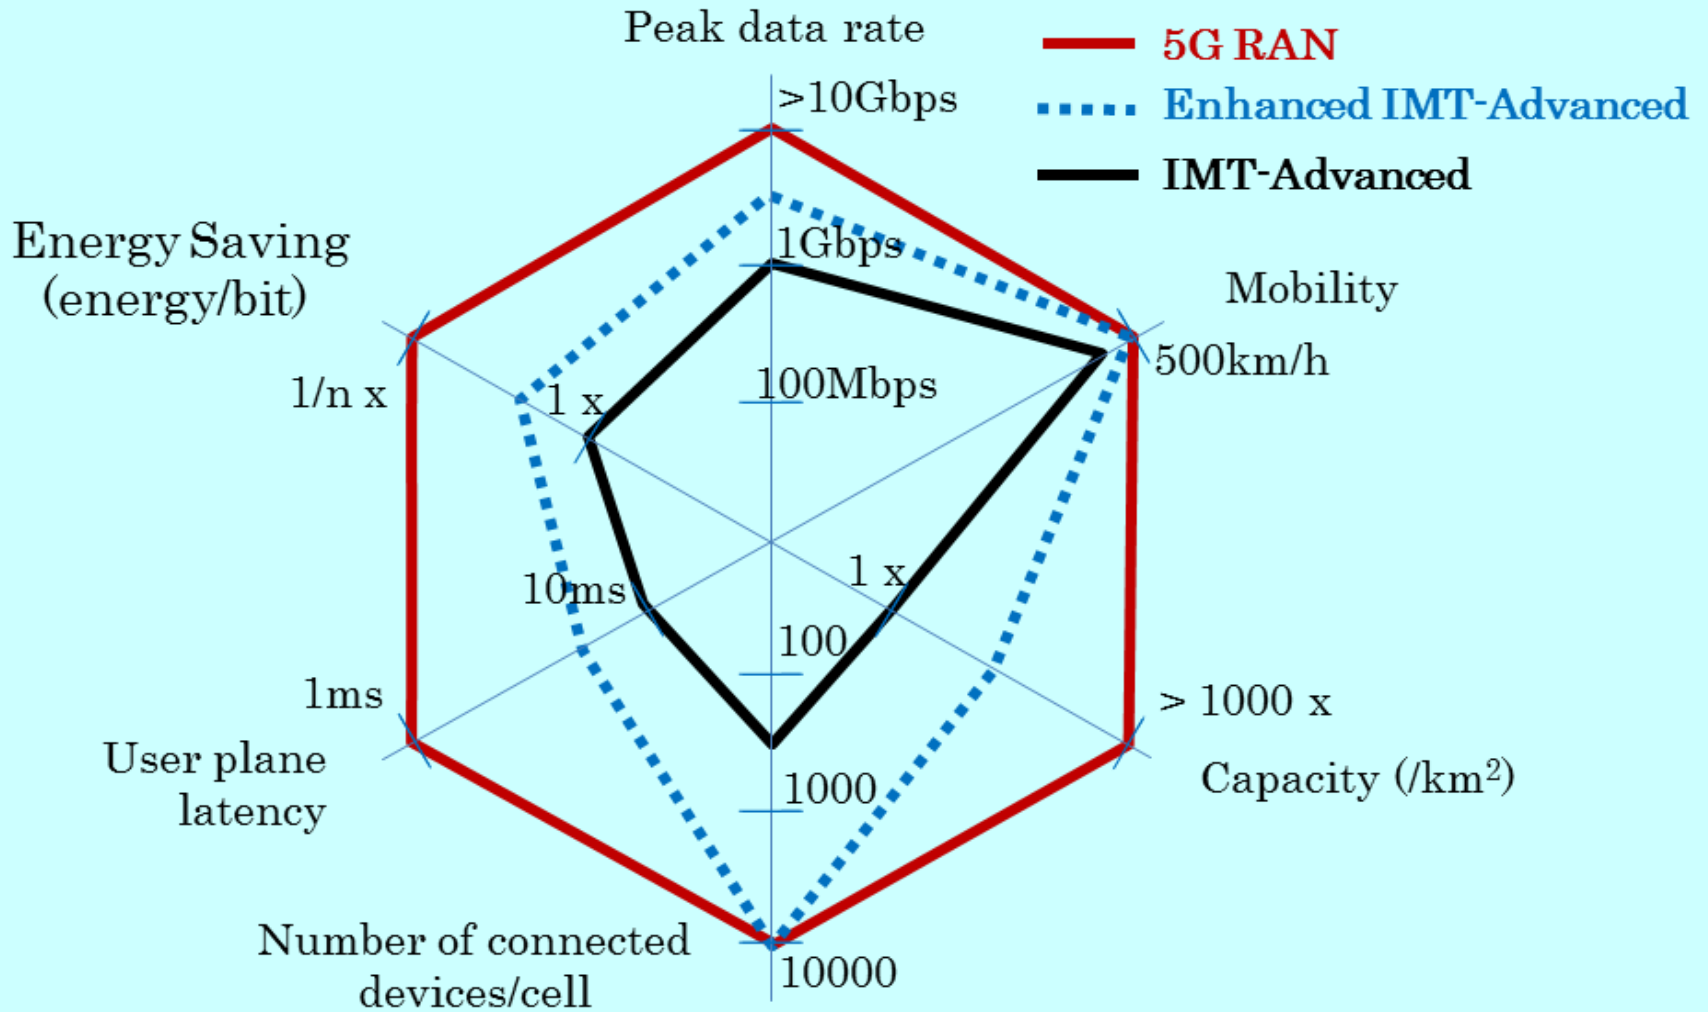 Peak data rate
5G RAN
Enhanced IMT-Advanced
IMT-Advanced
>10Gbps
1Gbps
100Mbps
Energy Saving
(energy/bit)
1/n x
1 x
Mobility
500km/h
10ms
1 x
1ms
User plane
latency
100
1000
10000
> 1000 x
Capacity (/km²)
Number of connected
devices/cell